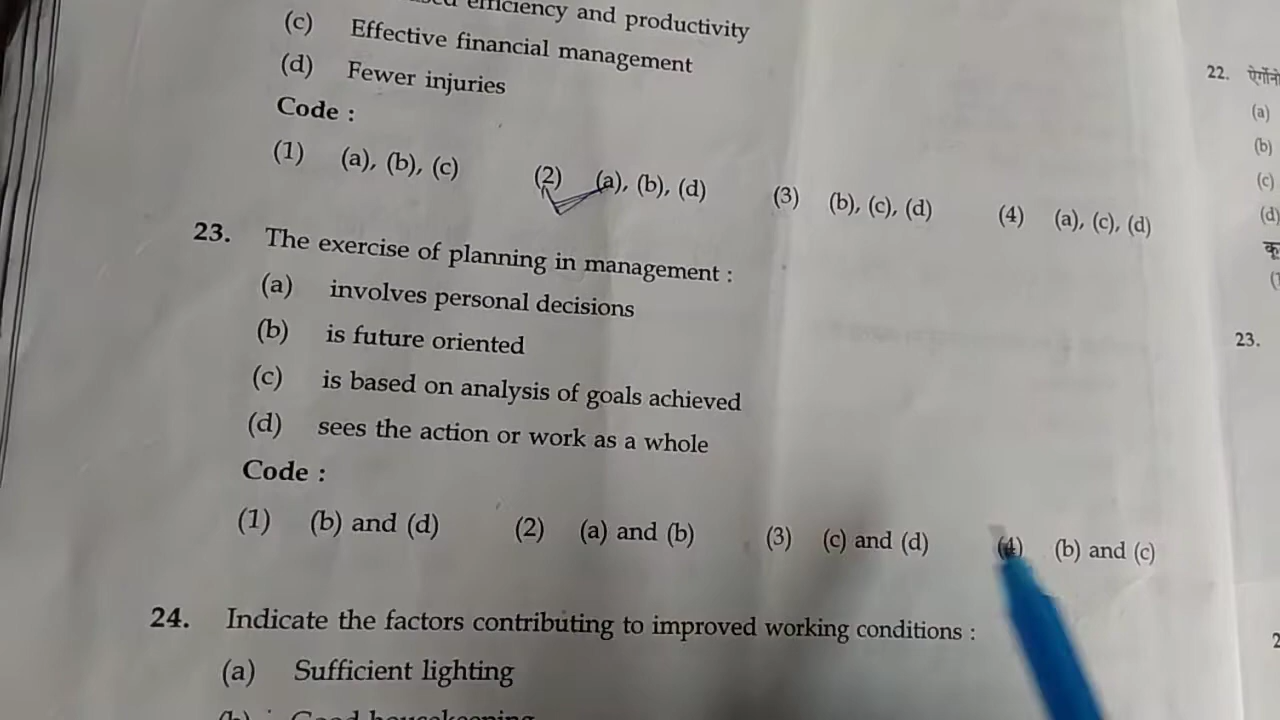 efficiency and productivity
(c) Effective financial management
(d) Fewer injuries
Code :
(1) (a), (b), (c) (2) (a), (b), (d) (3) (b), (c), (d) (4) (a), (c), (d)
23. The exercise of planning in management :
(a) involves personal decisions
(b) is future oriented
(c) is based on analysis of goals achieved
(d) sees the action or work as a whole
Code :
(1) (b) and (d) (2) (a) and (b) (3) (c) and (d) (4) (b) and (c)
24. Indicate the factors contributing to improved working conditions :
(a) Sufficient lighting
(b) Good housekeeping
22.
(a)
(b)
(c)
(d)
23.